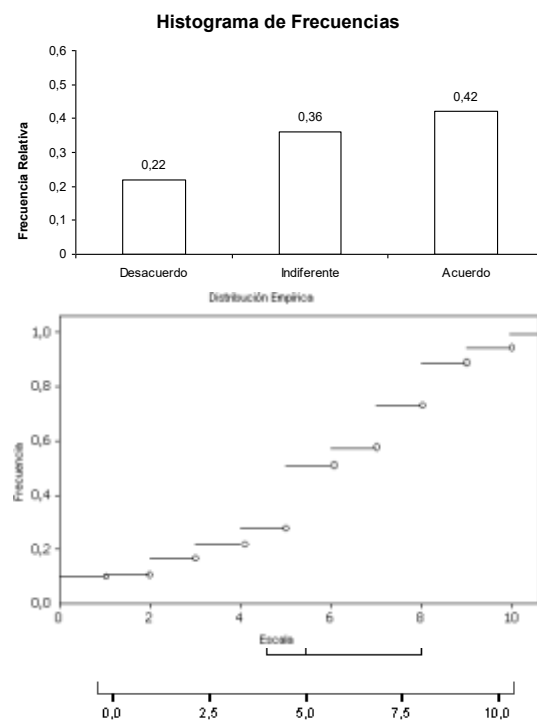 Histograma de Frecuencias
0,6
0,5
0,4
0,3
0,2
0,1
0
Frecuencia Relativa
0,22
0,36
0,42
Desacuerdo Indiferente Acuerdo
Distribución Empírica
1,0
0,8
0,6
0,4
0,2
0,0
Frecuencia
0 2 4 6 8 10
Escala
0,0 2,5 5,0 7,5 10,0